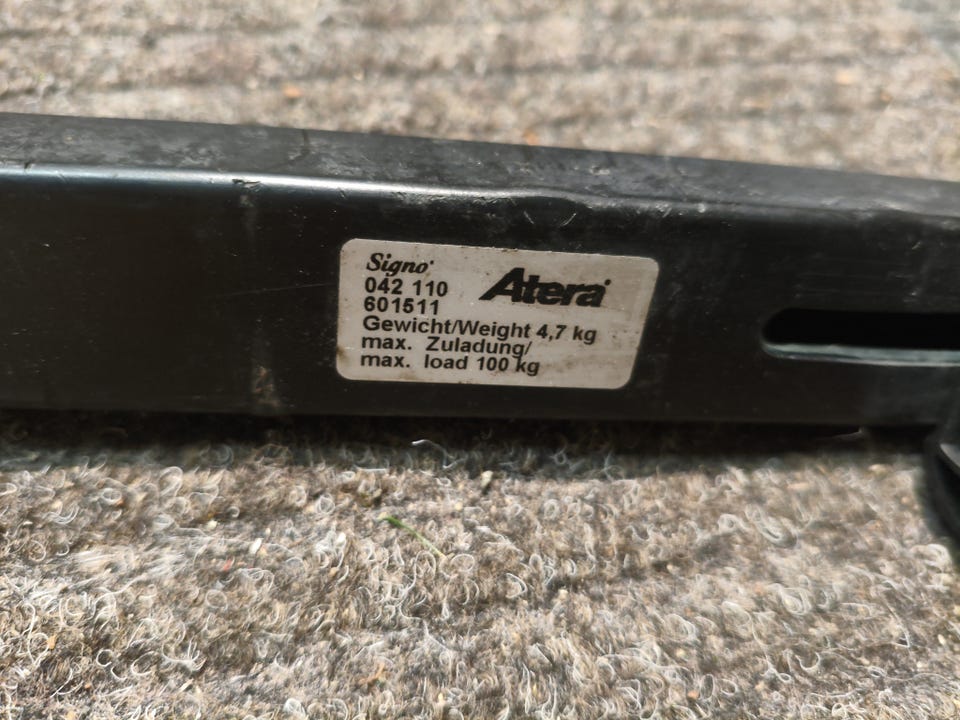 Signo
Atera
042 110
601511
Gewicht/Weight 4,7 kg
max. Zuladung/
max. load 100 kg